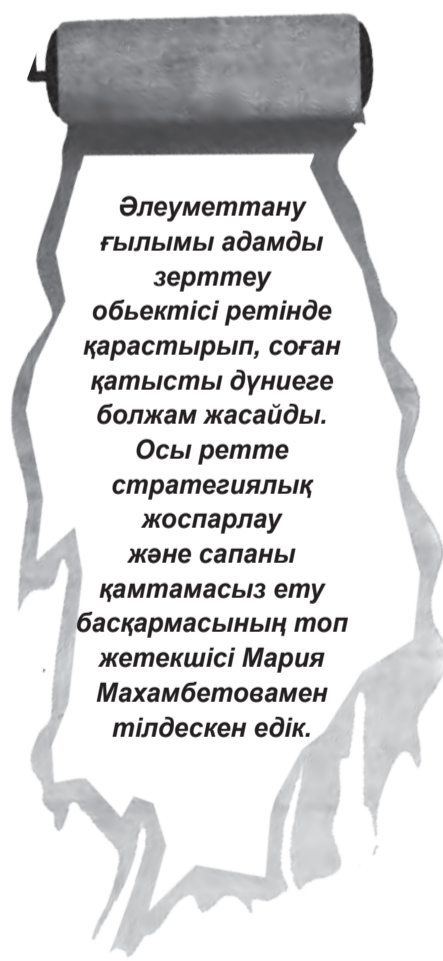 Әлеуметтану
ғылымы адамды
зерттеу
обьектісі ретінде
қарастырып, соған
қатысты дүниеге
болжам жасайды.
Осы ретте
стратегиялық
жоспарлау
және сапаны
қамтамасыз ету
басқармасының топ
жетекшісі Мария
Махамбетовамен
тілдескен едік.